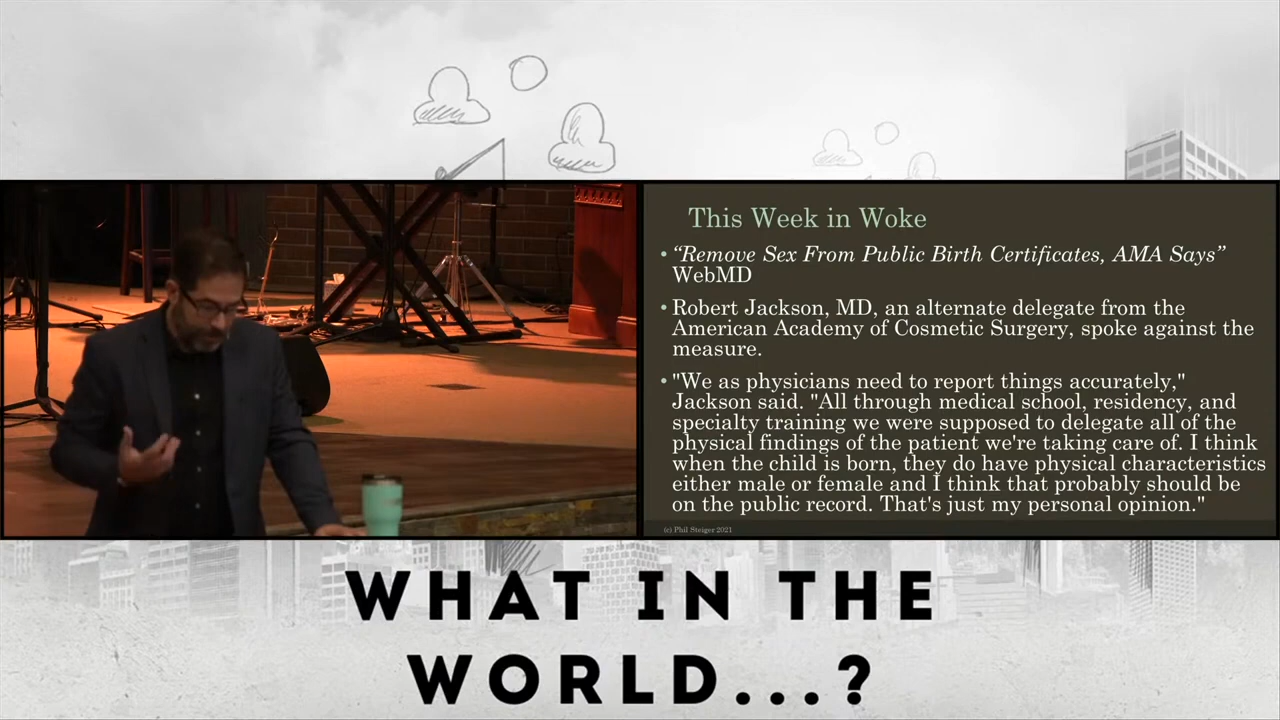 This Week in Woke
• “Remove Sex From Public Birth Certificates, AMA Says”
WebMD
• Robert Jackson, MD, an alternate delegate from the
American Academy of Cosmetic Surgery, spoke against the
measure.
• "We as physicians need to report things accurately,"
Jackson said. "All through medical school, residency, and
specialty training we were supposed to delegate all of the
physical findings of the patient we're taking care of. I think
when the child is born, they do have physical characteristics
either male or female and I think that probably should be
on the public record. That's just my personal opinion."
(c) Phil Steiger 2021
WHAT IN THE
WORLD...?